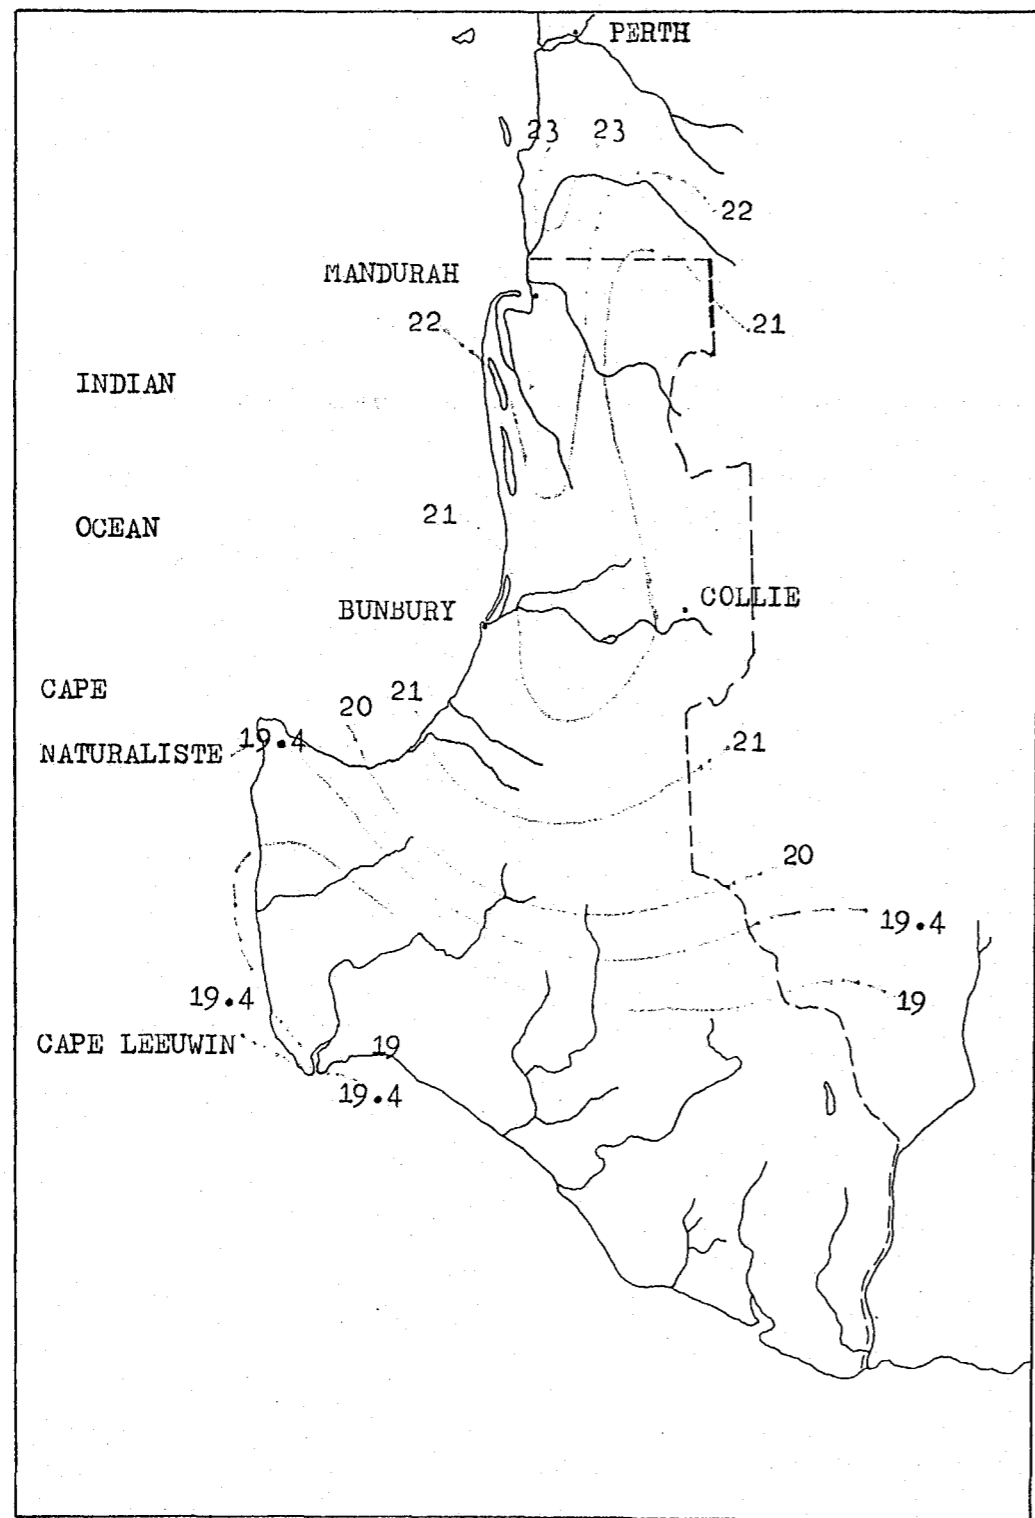 PERTH
23 23
22
MANDURAH
22
21
INDIAN
21
OCEAN
BUNBURY
COLLIE
CAPE
20 21
NATURALISTE 19.4
21
20
19.4
19.4
19
CAPE LEEUWIN
19
19.4